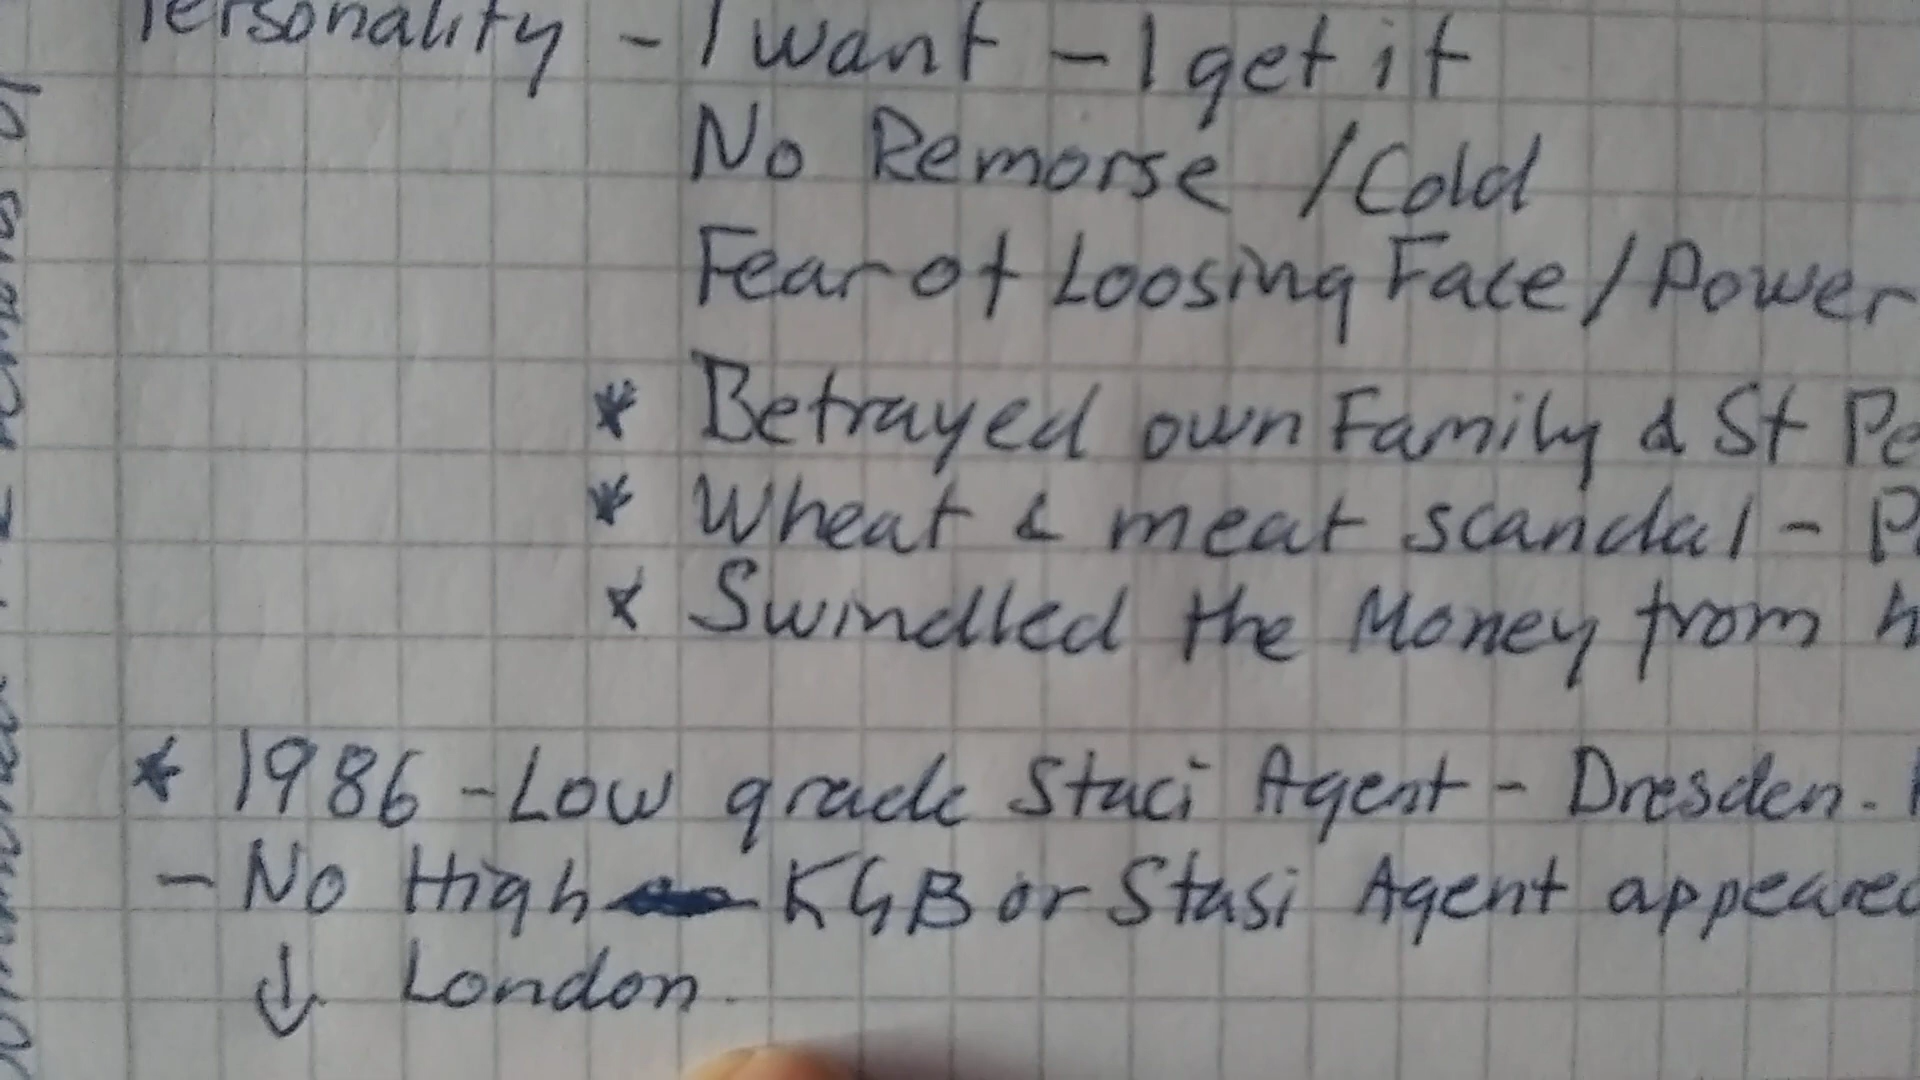 Personality - I want - I get it
No Remorse / Cold
Fear of Loosing Face / Power
* Betrayed own Family & St Pe
* Wheat & meat scandal - P
* Swindled the Money from h
* 1986 - Low grade Staci Agent - Dresden.
- No High KGB or Stasi Agent appeared
↓ London.